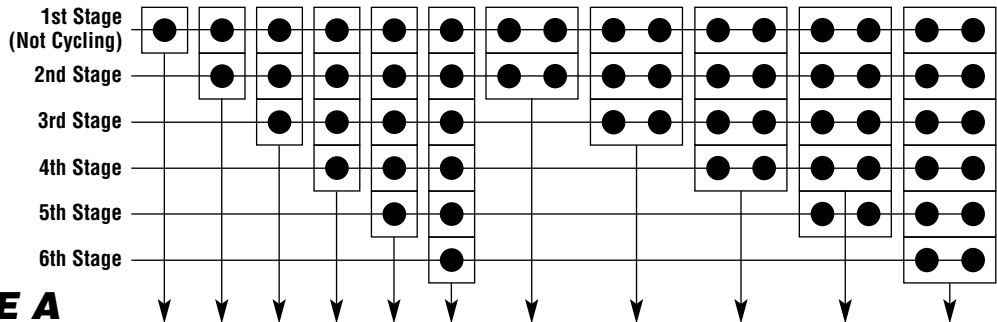 1st Stage
(Not Cycling)
2nd Stage
3rd Stage
4th Stage
5th Stage
6th Stage
E A